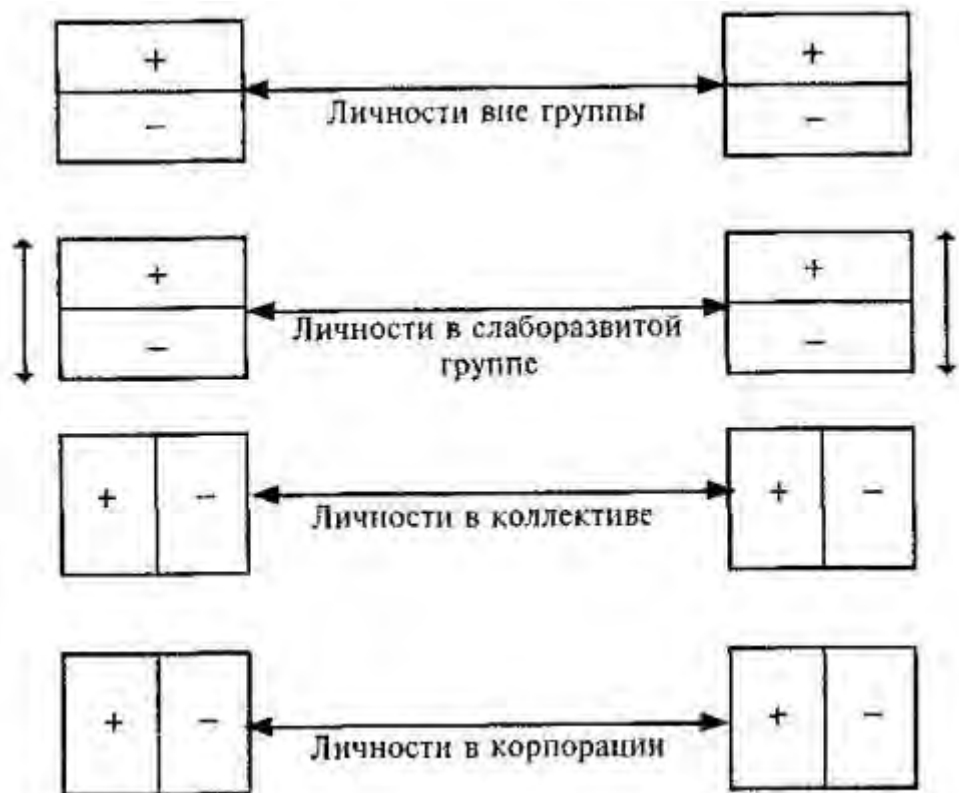 + +
Личности вне группы
− −
+ +
Личности в слаборазвитой
− группе −
+ − + −
Личности в коллективе
+ − + −
Личности в корпорации